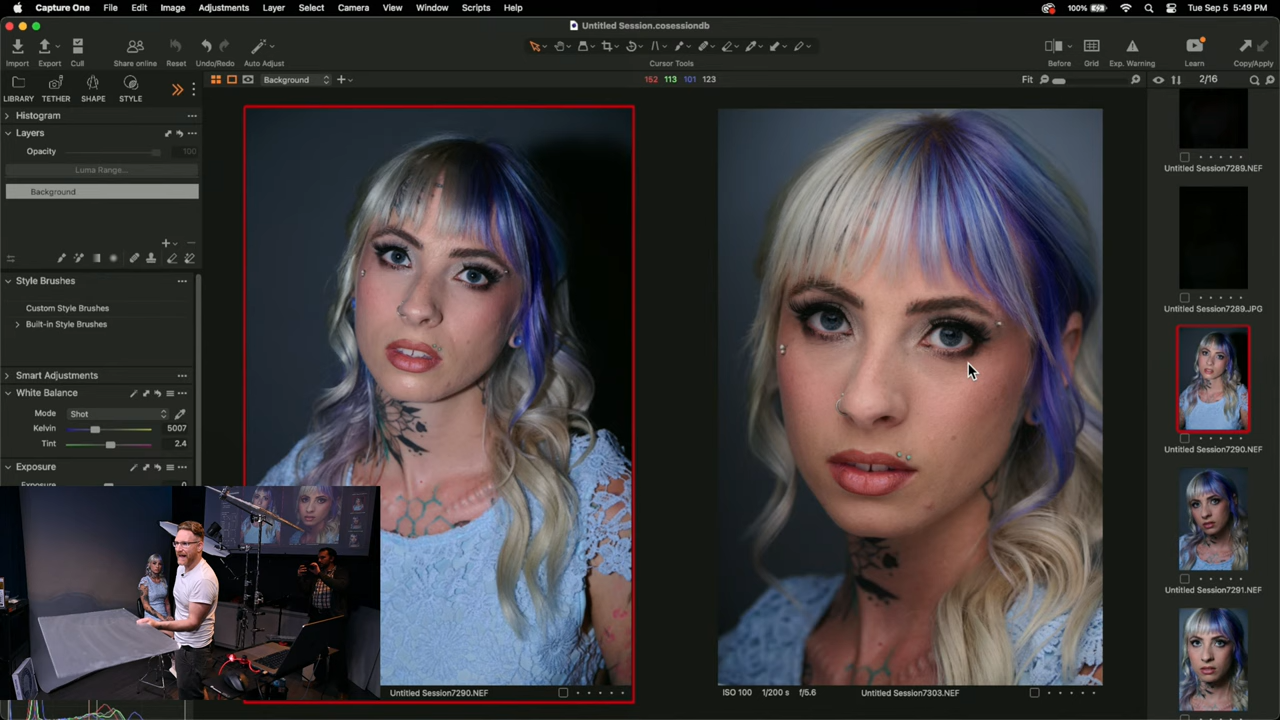 Capture One File Edit Image Adjustments Layer Select Camera View Window Scripts Help 100% Tue Sep 5 5:49 PM
Untitled Session.cosessiondb
Import Export Cull Share online Reset Undo/Redo Auto Adjust Cursor Tools Before Grid Exp. Warning Learn Copy/Apply
Background 152 113 101 123 Fit 2/16
LIBRARY TETHER SHAPE STYLE
Histogram
Layers
Opacity 100
Luma Range...
Background
Style Brushes
Custom Style Brushes
Built-in Style Brushes
Smart Adjustments
White Balance
Mode Shot
Kelvin 5007
Tint 2.4
Exposure
Exposure 0
Untitled Session7290.NEF
ISO 100 1/200 s f/5.6 Untitled Session7303.NEF
Untitled Session7289.NEF
Untitled Session7289.JPG
Untitled Session7290.NEF
Untitled Session7291.NEF